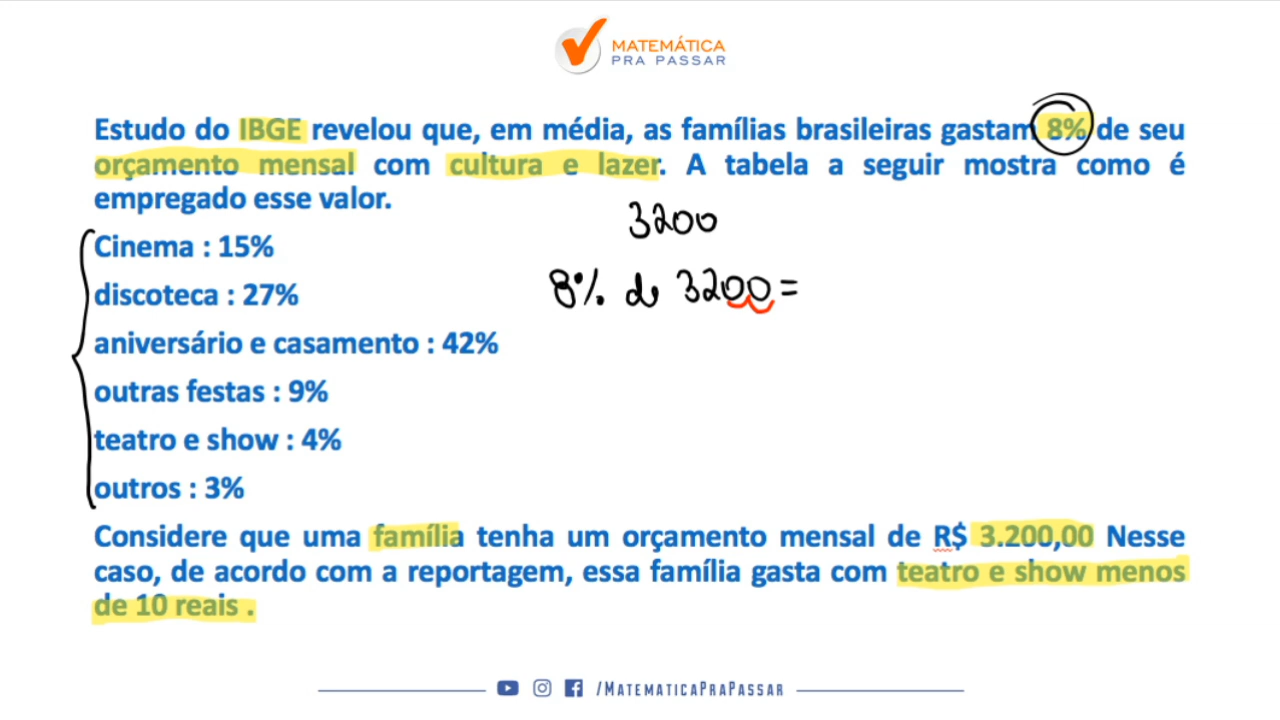 MATEMÁTICA
PRA PASSAR
Estudo do IBGE revelou que, em média, as famílias brasileiras gastam 8% de seu
orçamento mensal com cultura e lazer. A tabela a seguir mostra como é
empregado esse valor.
3200
Cinema : 15%
8% de 3200 =
discoteca : 27%
aniversário e casamento : 42%
outras festas : 9%
teatro e show : 4%
outros : 3%
Considere que uma família tenha um orçamento mensal de R$ 3.200,00 Nesse
caso, de acordo com a reportagem, essa família gasta com teatro e show menos
de 10 reais .
/MATEMATICAPRAPASSAR